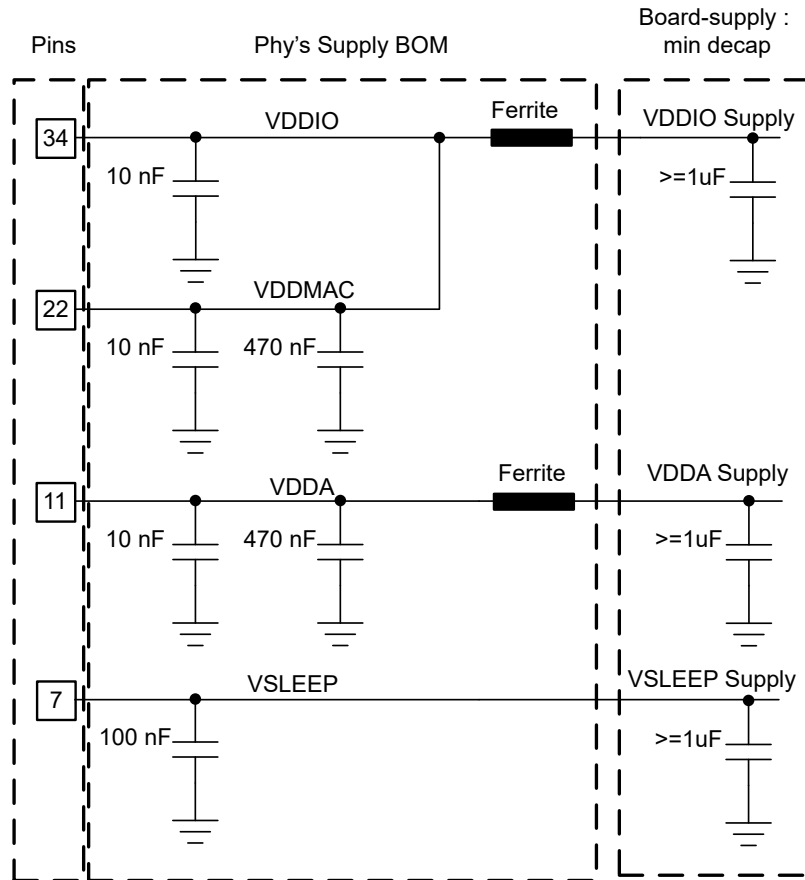 Board-supply :
min decap
Pins
Phy's Supply BOM
34
VDDIO
Ferrite
VDDIO Supply
10 nF
>=1uF
22
VDDMAC
10 nF
470 nF
11
VDDA
Ferrite
VDDA Supply
10 nF
470 nF
>=1uF
7
VSLEEP
VSLEEP Supply
100 nF
>=1uF